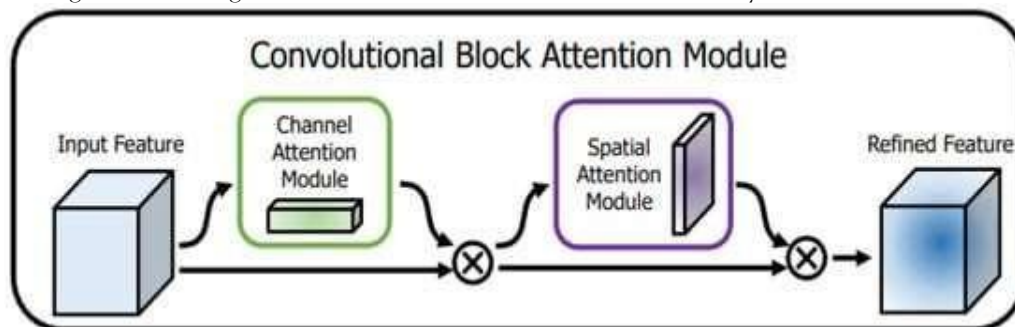 Convolutional Block Attention Module
Input Feature
Channel
Attention
Module
Spatial
Attention
Module
Refined Feature